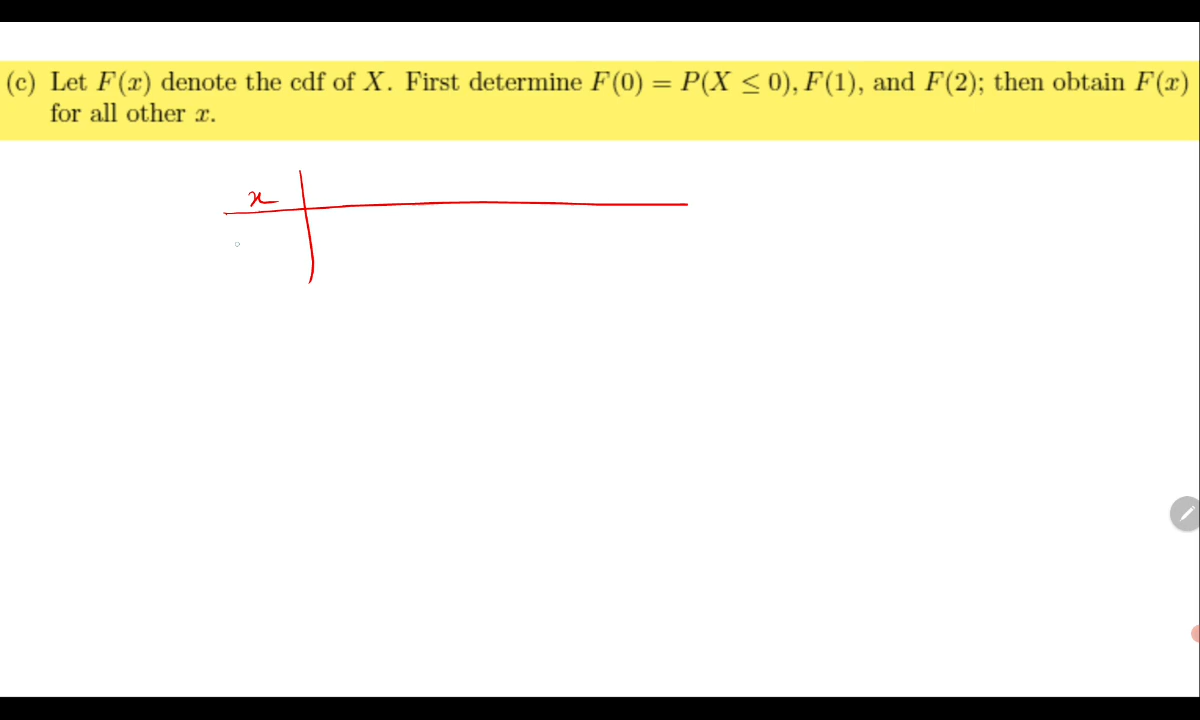 (c) Let F(x) denote the cdf of X. First determine F(0) = P(X ≤ 0), F(1), and F(2); then obtain F(x)
for all other x.
x